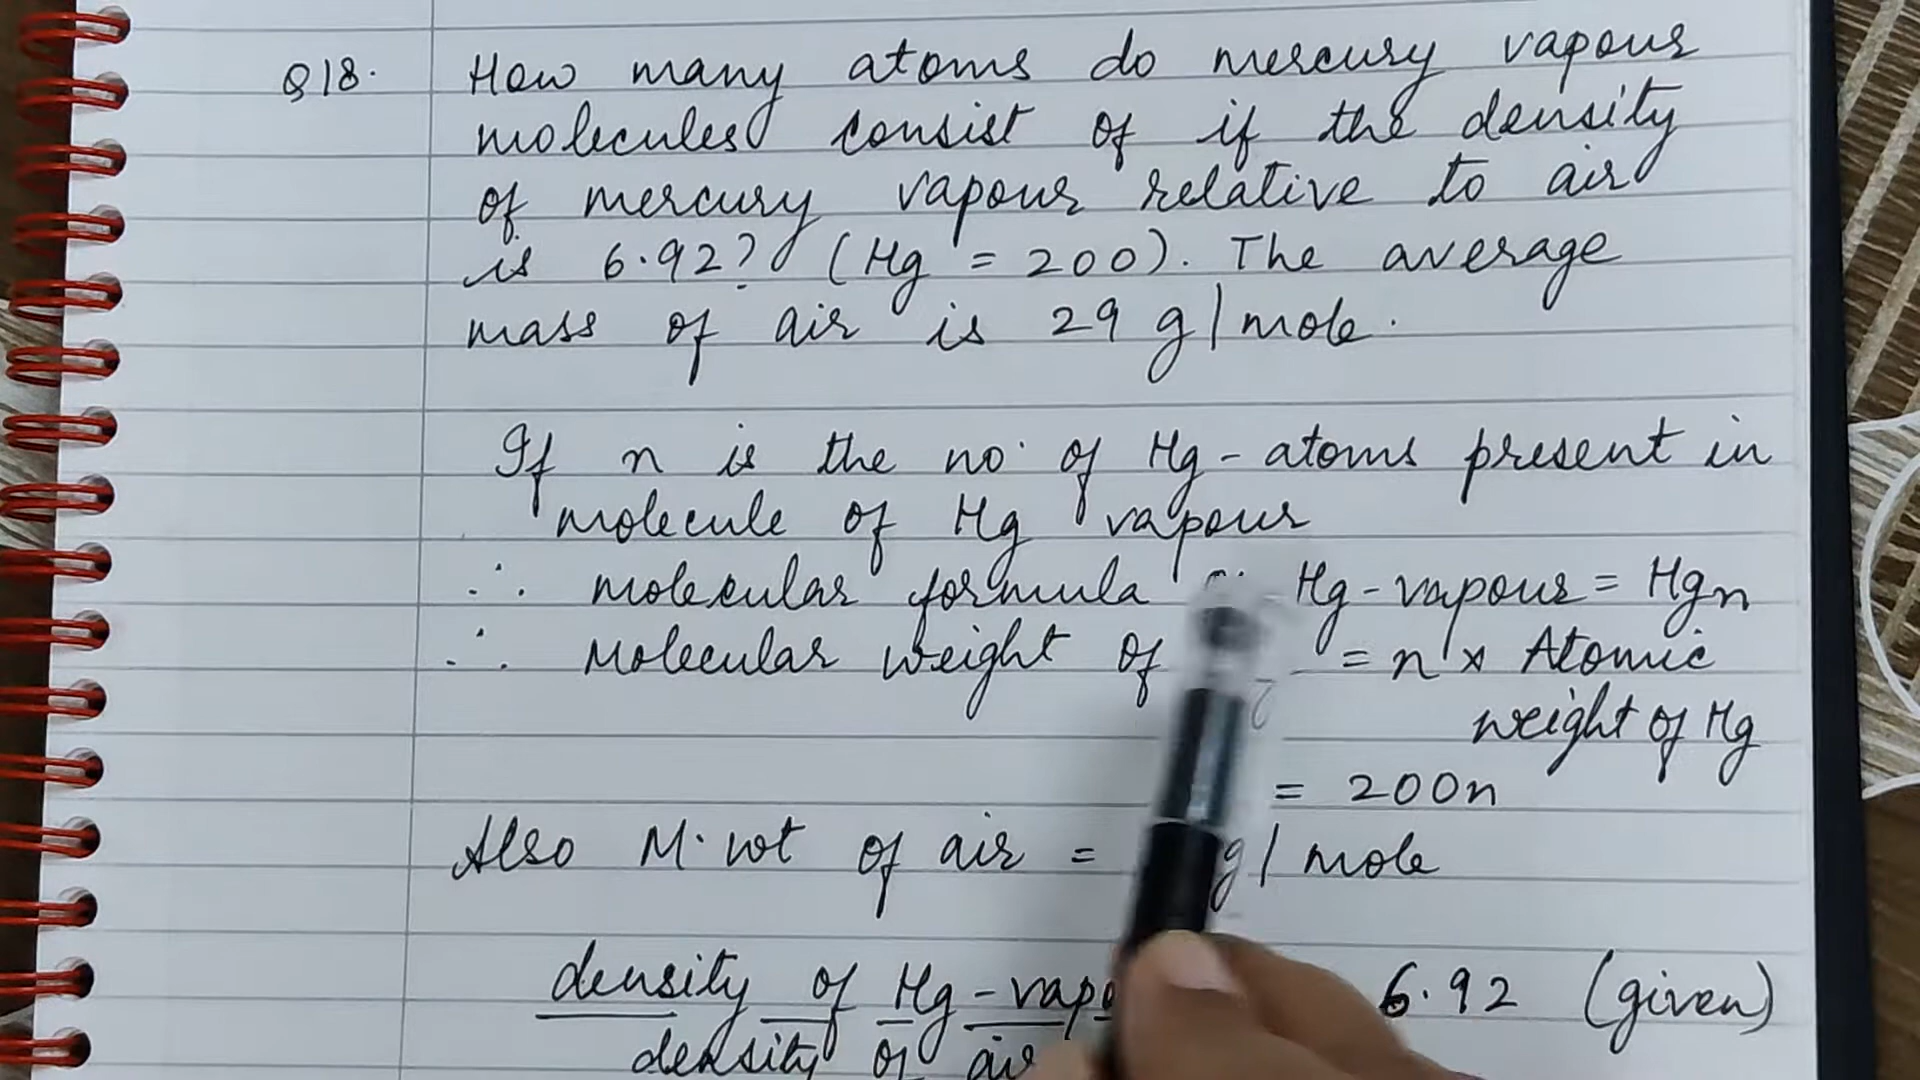 Q18. How many atoms do mercury vapour
molecules consist of if the density
of mercury vapour relative to air
is 6.92? (Hg = 200). The average
mass of air is 29 g/mole.
If n is the no. of Hg-atoms present in
molecule of Hg vapour
∴ molecular formula Hg-vapour = Hgn
∴ Molecular weight of = n x Atomic
weight of Hg
= 200n
Also M. wt of air = g/mole
density of Hg- 6.92 (given)
density of air